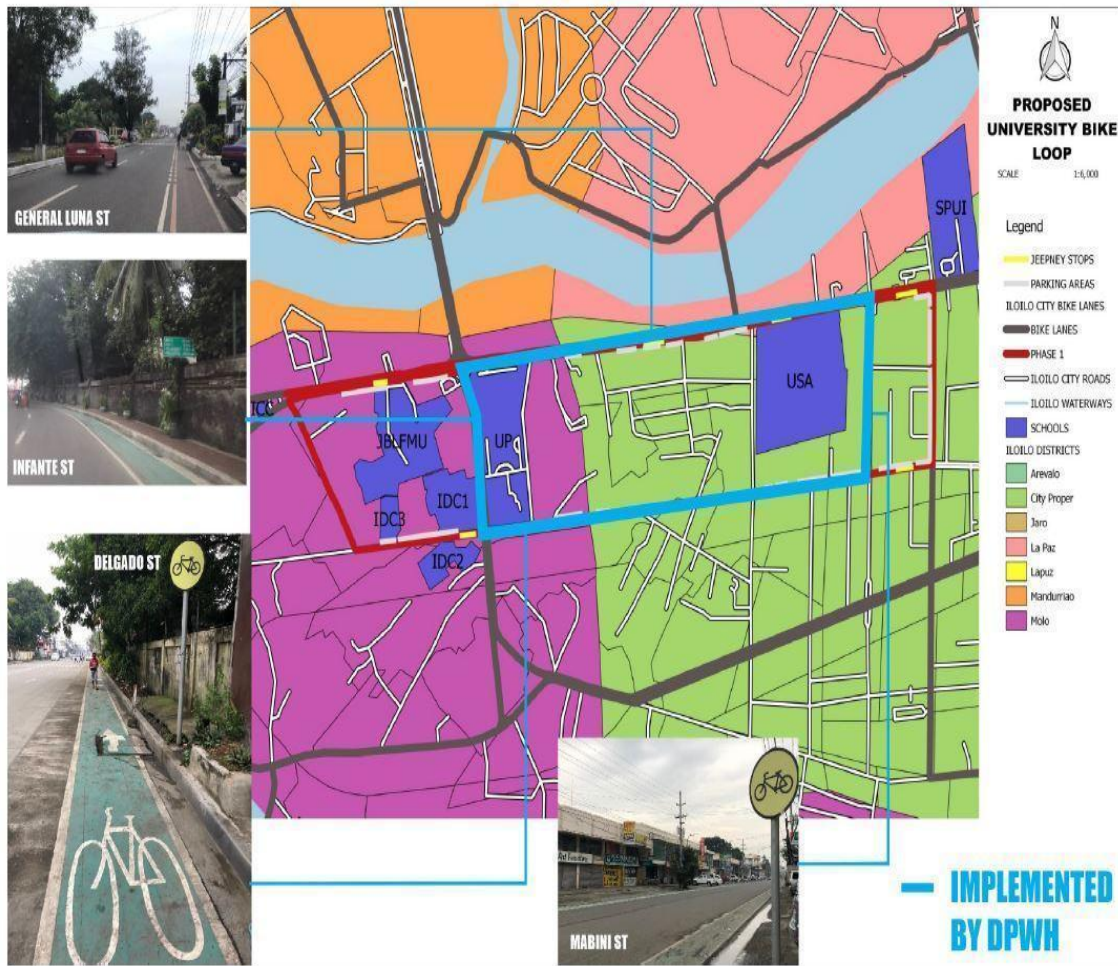 GENERAL LUNA ST
INFANTE ST
DELGADO ST
MABINI ST
SPUI
USA
UP
JBLFMU
IDC1
IDC3
IDC2
N
PROPOSED
UNIVERSITY BIKE
LOOP
SCALE 1:6,000
Legend
JEEPNEY STOPS
PARKING AREAS
ILOILO CITY BIKE LANES
BIKE LANES
PHASE 1
ILOILO CITY ROADS
ILOILO WATERWAYS
SCHOOLS
ILOILO DISTRICTS
Arevalo
City Proper
Jaro
La Paz
Lapuz
Mandurriao
Molo
IMPLEMENTED
BY DPWH